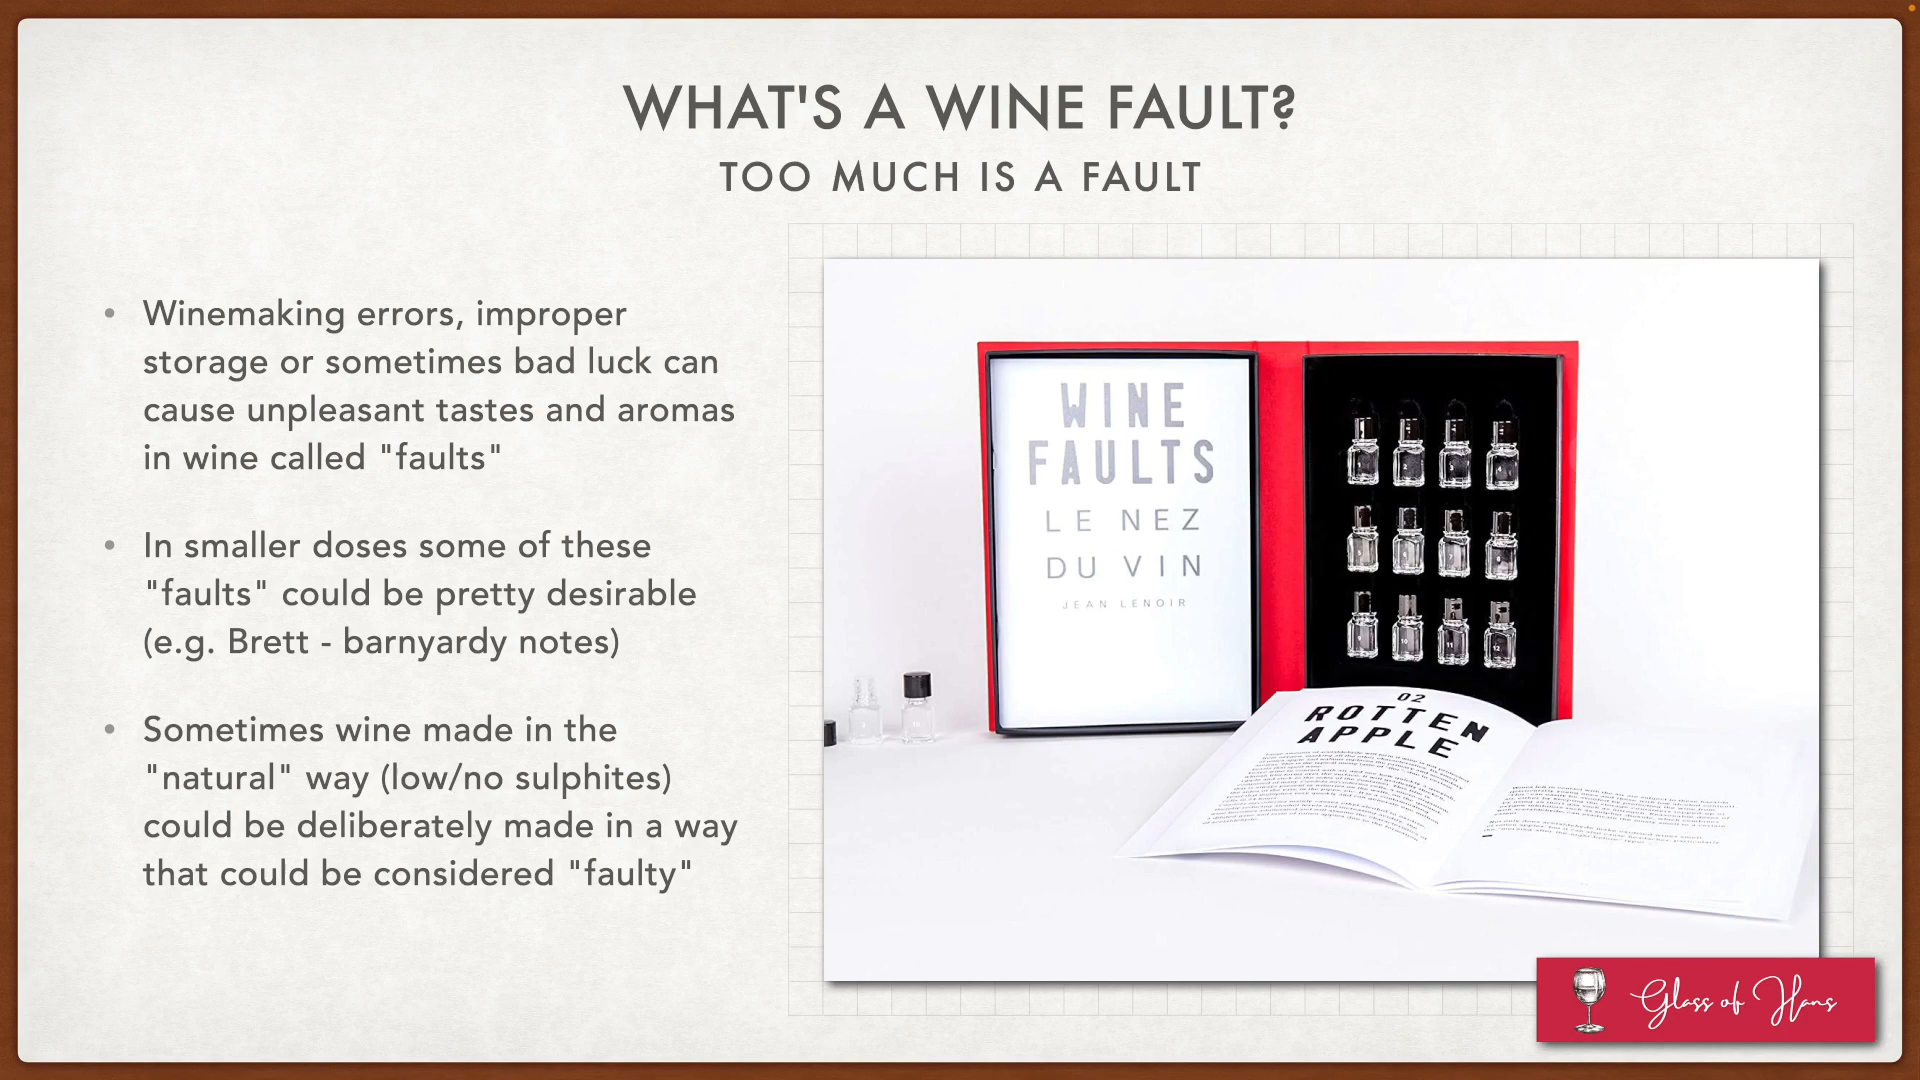 WHAT'S A WINE FAULT?
TOO MUCH IS A FAULT
• Winemaking errors, improper
storage or sometimes bad luck can
cause unpleasant tastes and aromas
in wine called "faults"
• In smaller doses some of these
"faults" could be pretty desirable
(e.g. Brett - barnyardy notes)
• Sometimes wine made in the
"natural" way (low/no sulphites)
could be deliberately made in a way
that could be considered "faulty"
WINE
FAULTS
LE NEZ
DU VIN
JEAN LENOIR
02
ROTTEN
APPLE
Glass of Hans